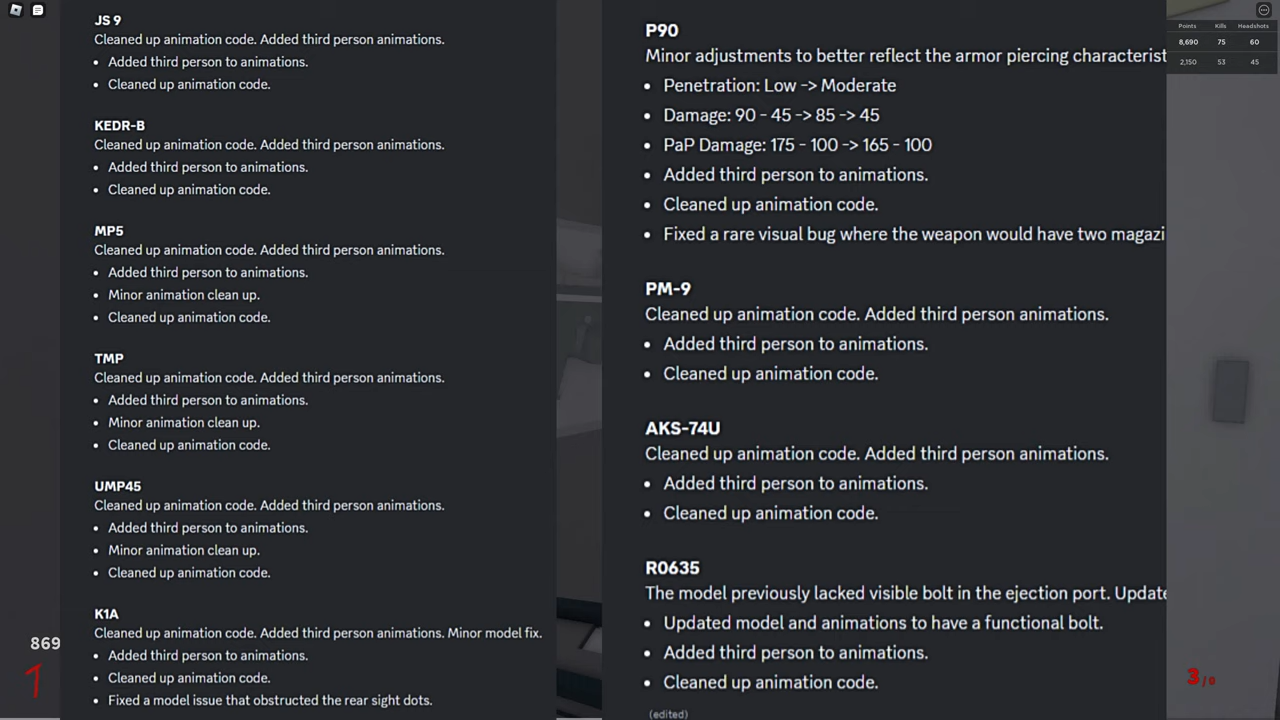 JS 9
Cleaned up animation code. Added third person animations.
• Added third person to animations.
• Cleaned up animation code.
KEDR-B
Cleaned up animation code. Added third person animations.
• Added third person to animations.
• Cleaned up animation code.
MP5
Cleaned up animation code. Added third person animations.
• Added third person to animations.
• Minor animation clean up.
• Cleaned up animation code.
TMP
Cleaned up animation code. Added third person animations.
• Added third person to animations.
• Minor animation clean up.
• Cleaned up animation code.
UMP45
Cleaned up animation code. Added third person animations.
• Added third person to animations.
• Minor animation clean up.
• Cleaned up animation code.
K1A
Cleaned up animation code. Added third person animations. Minor model fix.
• Added third person to animations.
• Cleaned up animation code.
• Fixed a model issue that obstructed the rear sight dots.
869
1
P90
Minor adjustments to better reflect the armor piercing characterist
• Penetration: Low -> Moderate
• Damage: 90 - 45 -> 85 -> 45
• PaP Damage: 175 - 100 -> 165 - 100
• Added third person to animations.
• Cleaned up animation code.
• Fixed a rare visual bug where the weapon would have two magazi
PM-9
Cleaned up animation code. Added third person animations.
• Added third person to animations.
• Cleaned up animation code.
AKS-74U
Cleaned up animation code. Added third person animations.
• Added third person to animations.
• Cleaned up animation code.
R0635
The model previously lacked visible bolt in the ejection port. Update
• Updated model and animations to have a functional bolt.
• Added third person to animations.
• Cleaned up animation code.
(edited)
Points Kills Headshots
8,690 75 60
2,150 53 45
3 / 0